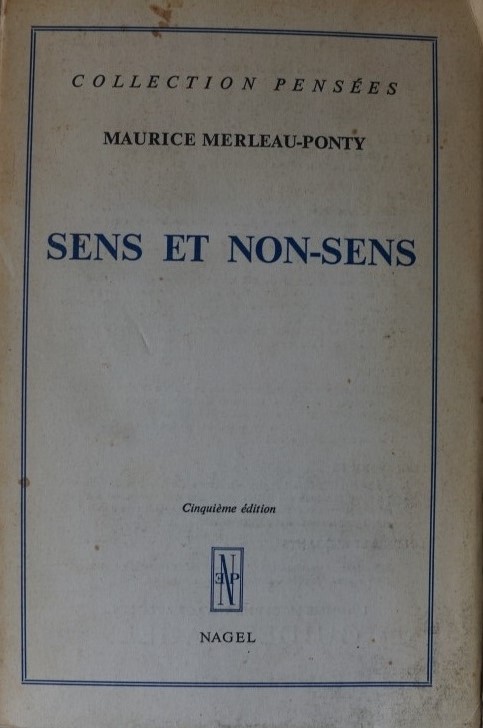 COLLECTION PENSÉES
MAURICE MERLEAU-PONTY
SENS ET NON-SENS
Cinquième édition
NAGEL